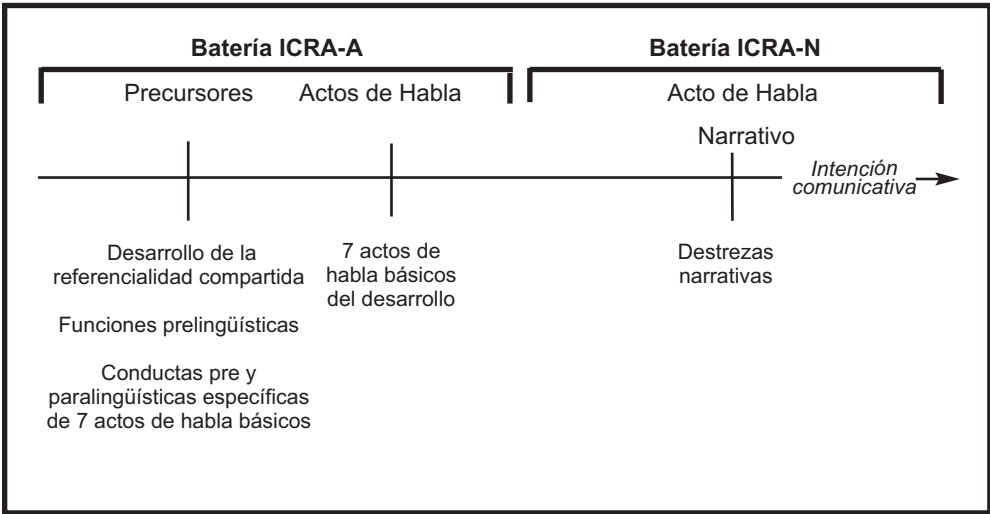 Batería ICRA-A
Batería ICRA-N
Precursores
Actos de Habla
Acto de Habla
Narrativo
Intención
comunicativa
Desarrollo de la
referencialidad compartida
Funciones prelingüísticas
Conductas pre y
paralingüísticas específicas
de 7 actos de habla básicos
7 actos de
habla básicos
del desarrollo
Destrezas
narrativas